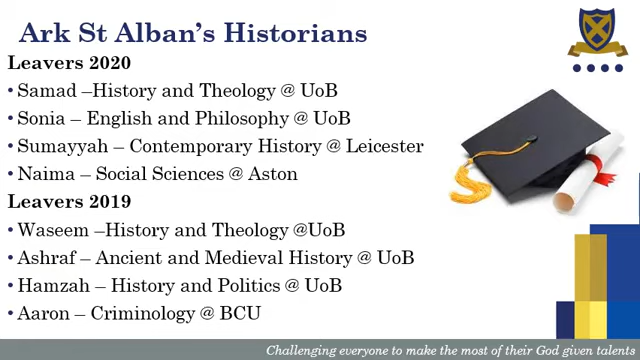 Ark St Alban's Historians
Leavers 2020
• Samad –History and Theology @ UoB
• Sonia – English and Philosophy @ UoB
• Sumayyah – Contemporary History @ Leicester
• Naima – Social Sciences @ Aston
Leavers 2019
• Waseem –History and Theology @UoB
• Ashraf – Ancient and Medieval History @ UoB
• Hamzah – History and Politics @ UoB
• Aaron – Criminology @ BCU
Challenging everyone to make the most of their God given talents